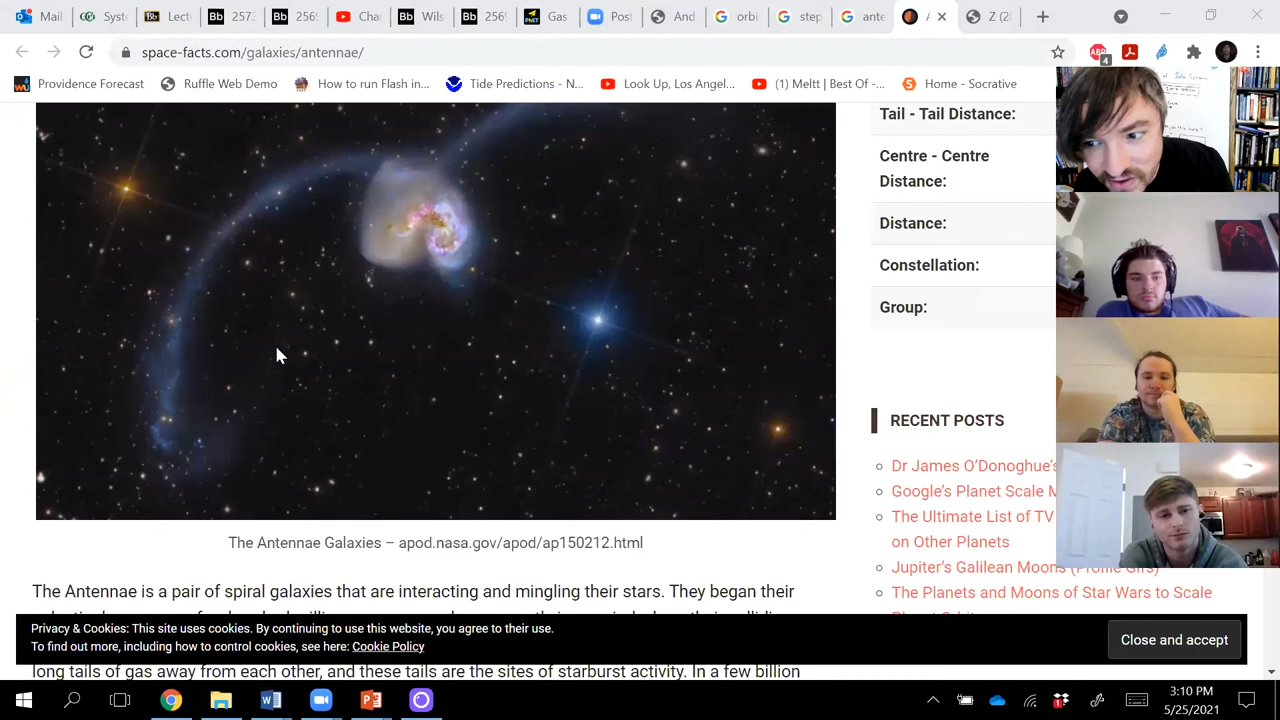 Mail
Lect
2573
256
Cha
Wils
256
Gas
Post
And
orbi
step
ante
Z (2
space-facts.com/galaxies/antennae/
4
Providence Forecast
Ruffle Web Demo
How to run Flash in...
Tide Predictions - N...
Look Up, Los Angel...
(1) Meltt | Best Of -...
Home - Socrative
Tail - Tail Distance:
Centre - Centre
Distance:
Distance:
Constellation:
Group:
RECENT POSTS
Dr James O’Donoghue’s
Google’s Planet Scale M
The Ultimate List of TV
on Other Planets
Jupiter’s Galilean Moons (Profile Gifs)
The Planets and Moons of Star Wars to Scale
The Antennae Galaxies – apod.nasa.gov/apod/ap150212.html
The Antennae is a pair of spiral galaxies that are interacting and mingling their stars. They began their
Privacy & Cookies: This site uses cookies. By continuing to use this website, you agree to their use.
To find out more, including how to control cookies, see here: Cookie Policy
Close and accept
long tails of gas away from each other, and these tails are the sites of starburst activity. In a few billion
3:10 PM
5/25/2021